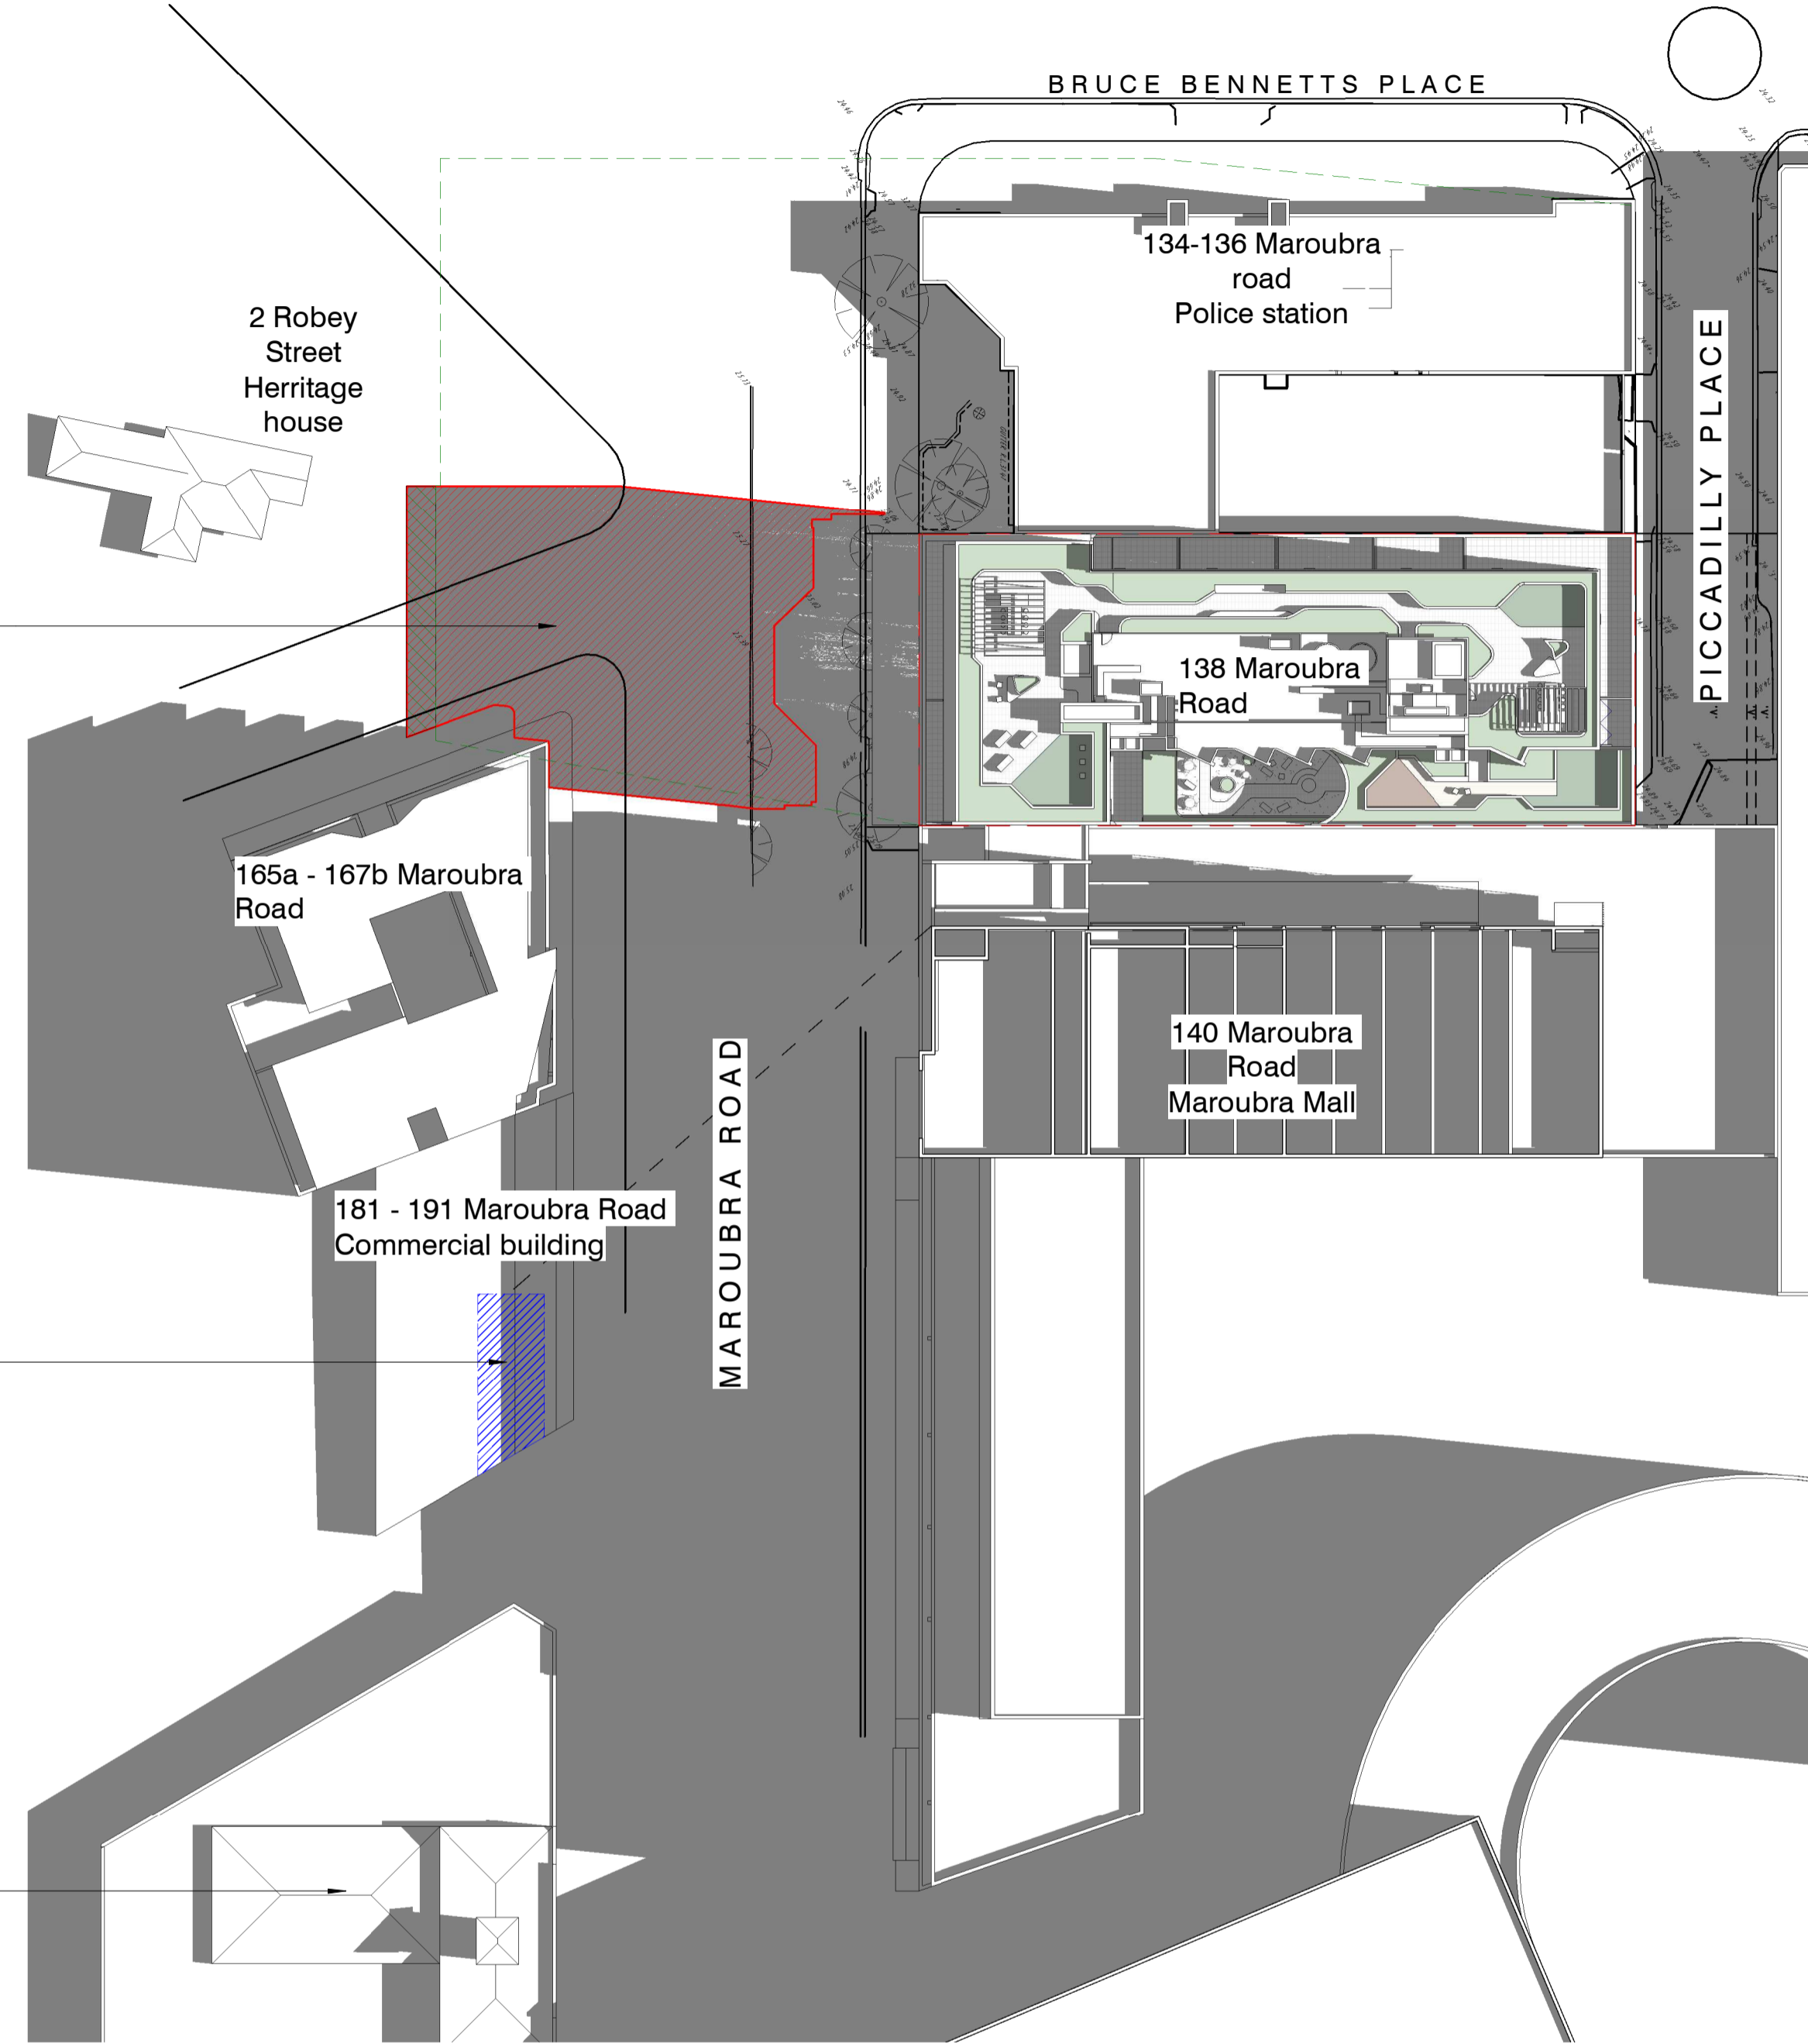 BRUCE BENNETTS PLACE
134-136 Maroubra
road
Police station
2 Robey
Street
Herritage
house
PICCADILLY PLACE
138 Maroubra
Road
165a - 167b Maroubra
Road
140 Maroubra
Road
Maroubra Mall
MAROUBRA ROAD
181 - 191 Maroubra Road
Commercial building